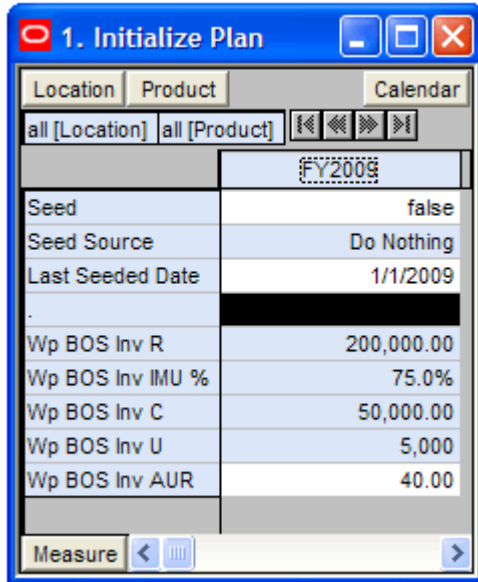 1. Initialize Plan
Location Product Calendar
all [Location] all [Product]
FY2009
Seed false
Seed Source Do Nothing
Last Seeded Date 1/1/2009
.
Wp BOS Inv R 200,000.00
Wp BOS Inv IMU % 75.0%
Wp BOS Inv C 50,000.00
Wp BOS Inv U 5,000
Wp BOS Inv AUR 40.00
Measure